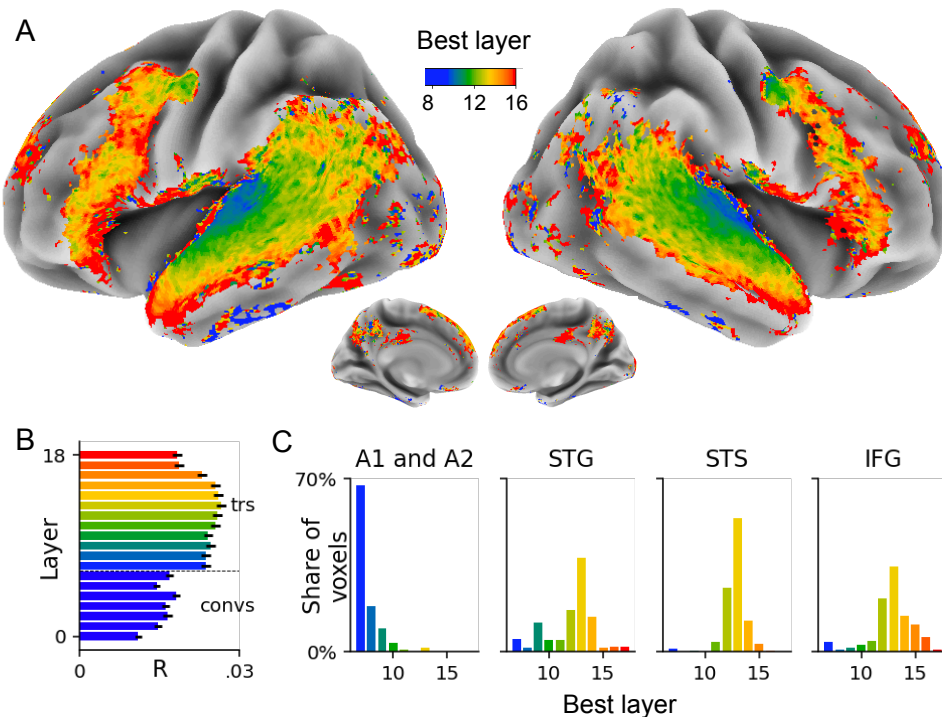 A
Best layer
8 12 16
B
18
trs
Layer
convs
0
0 R .03
C
A1 and A2 STG STS IFG
70%
Share of
voxels
0%
10 15 10 15 10 15 10 15
Best layer